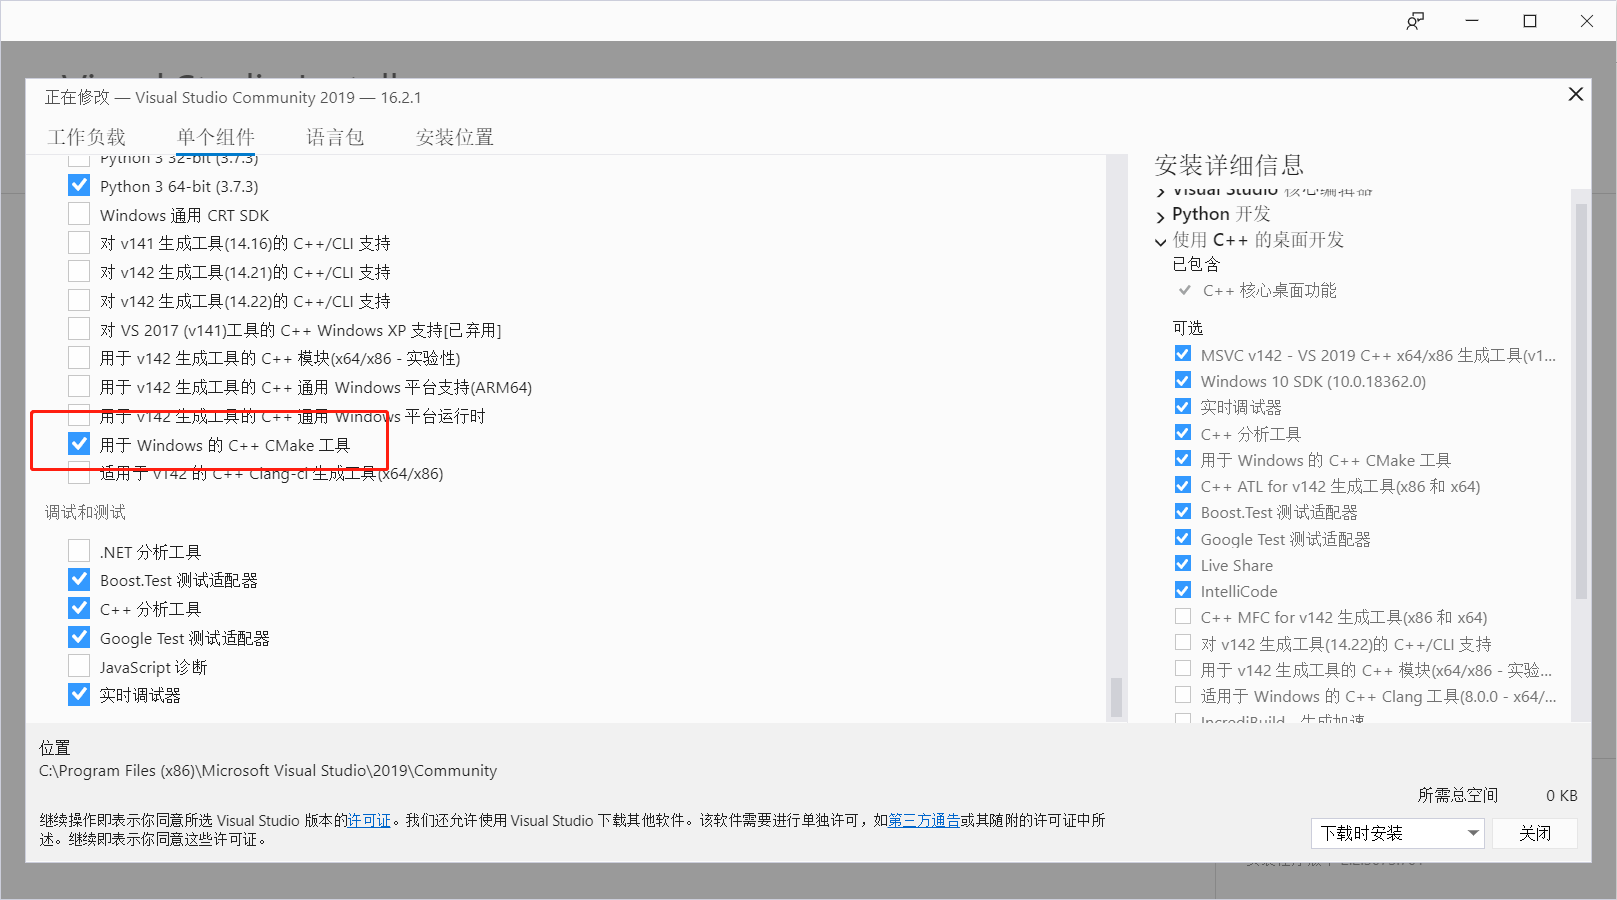 正在修改 — Visual Studio Community 2019 — 16.2.1
工作负载
单个组件
语言包
安装位置
Python 3 32-bit (3.7.3)
Python 3 64-bit (3.7.3)
Windows 通用 CRT SDK
对 v141 生成工具(14.16)的 C++/CLI 支持
对 v142 生成工具(14.21)的 C++/CLI 支持
对 v142 生成工具(14.22)的 C++/CLI 支持
对 VS 2017 (v141)工具的 C++ Windows XP 支持[已弃用]
用于 v142 生成工具的 C++ 模块(x64/x86 - 实验性)
用于 v142 生成工具的 C++ 通用 Windows 平台支持(ARM64)
用于 v142 生成工具的 C++ 通用 Windows 平台运行时
用于 Windows 的 C++ CMake 工具
适用于 v142 的 C++ Clang-cl 生成工具(x64/x86)
调试和测试
.NET 分析工具
Boost.Test 测试适配器
C++ 分析工具
Google Test 测试适配器
JavaScript 诊断
实时调试器
安装详细信息
Visual Studio 核心编辑器
Python 开发
使用 C++ 的桌面开发
已包含
C++ 核心桌面功能
可选
MSVC v142 - VS 2019 C++ x64/x86 生成工具(v1...
Windows 10 SDK (10.0.18362.0)
实时调试器
C++ 分析工具
用于 Windows 的 C++ CMake 工具
C++ ATL for v142 生成工具(x86 和 x64)
Boost.Test 测试适配器
Google Test 测试适配器
Live Share
IntelliCode
C++ MFC for v142 生成工具(x86 和 x64)
对 v142 生成工具(14.22)的 C++/CLI 支持
用于 v142 生成工具的 C++ 模块(x64/x86 - 实验...
适用于 Windows 的 C++ Clang 工具(8.0.0 - x64/...
IncrediBuild - 生成加速
位置
C:\Program Files (x86)\Microsoft Visual Studio\2019\Community
所需总空间 0 KB
继续操作即表示你同意所选 Visual Studio 版本的许可证。我们还允许使用 Visual Studio 下载其他软件。该软件需要进行单独许可，如第三方通告或其随附的许可证中所
述。继续即表示你同意这些许可证。
下载时安装
关闭